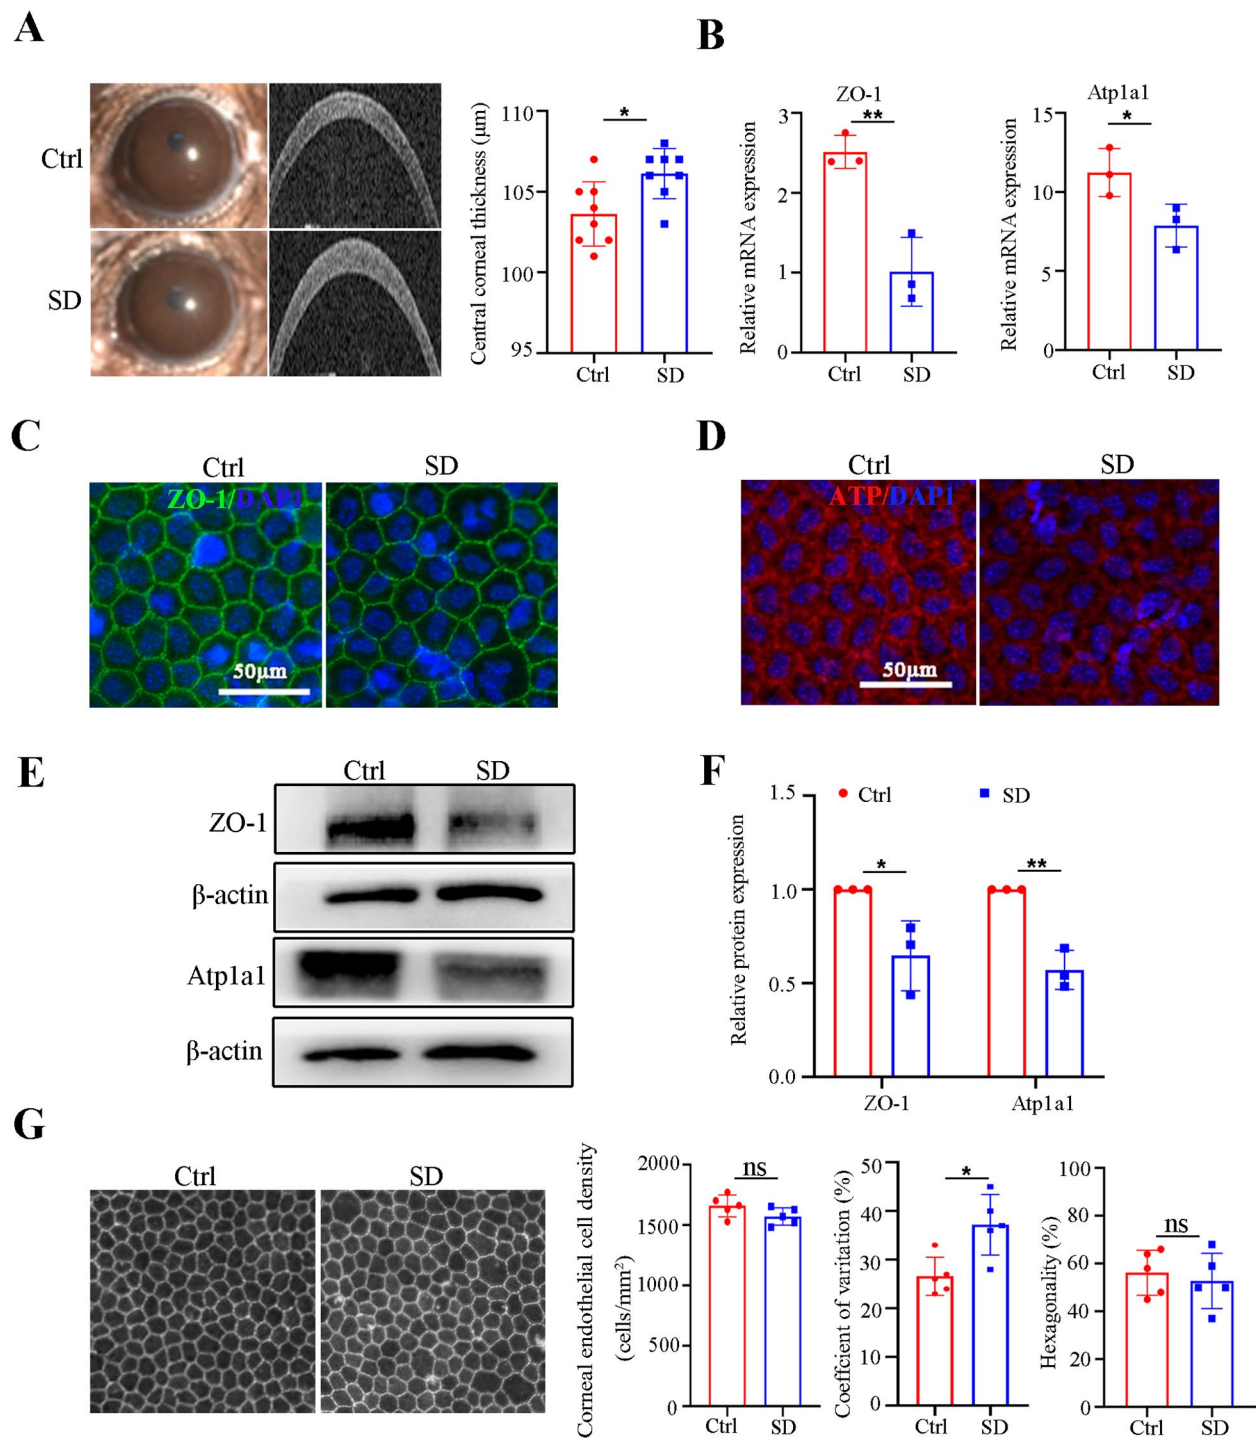 A
Ctrl
SD
Central corneal thickness (μm)
110
105
100
95
*
Ctrl SD
B
ZO-1
Relative mRNA expression
3
2
1
0
**
Ctrl SD
Atp1a1
Relative mRNA expression
15
10
5
0
*
Ctrl SD
C
Ctrl SD
ZO-1/DAP1
50μm
D
Ctrl SD
ATP/DAP1
50μm
E
Ctrl SD
ZO-1
β-actin
Atp1a1
β-actin
F
Relative protein expression
1.5
1.0
0.5
0.0
Ctrl SD
* **
ZO-1 Atp1a1
G
Ctrl SD
Corneal endothelial cell density
(cells/mm²)
2000
1500
1000
500
0
ns
Ctrl SD
Coeffcient of varitation (%)
50
40
30
20
10
0
*
Ctrl SD
Hexagonality (%)
100
80
60
40
20
0
ns
Ctrl SD